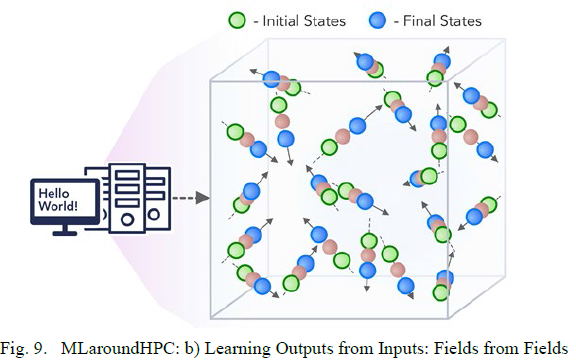 - Initial States - Final States
Hello
World!
Fig. 9. MLaroundHPC: b) Learning Outputs from Inputs: Fields from Fields